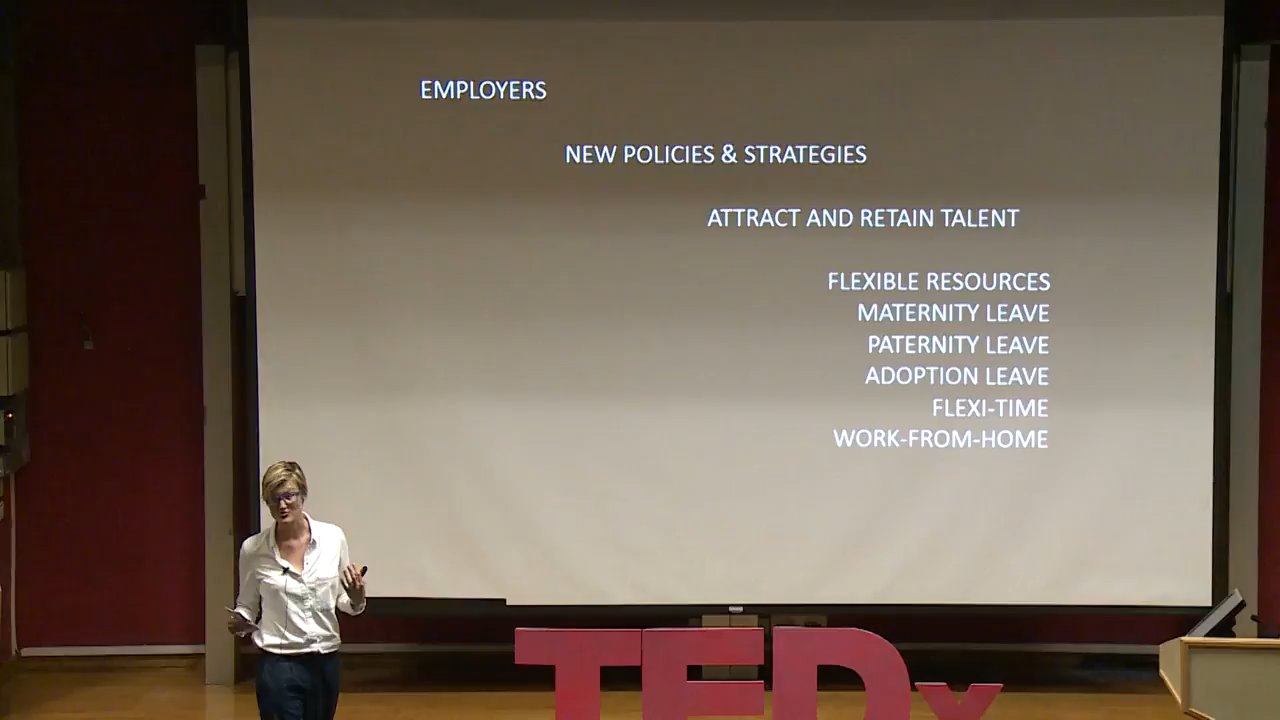 EMPLOYERS
NEW POLICIES & STRATEGIES
ATTRACT AND RETAIN TALENT
FLEXIBLE RESOURCES
MATERNITY LEAVE
PATERNITY LEAVE
ADOPTION LEAVE
FLEXI-TIME
WORK-FROM-HOME
TEDx